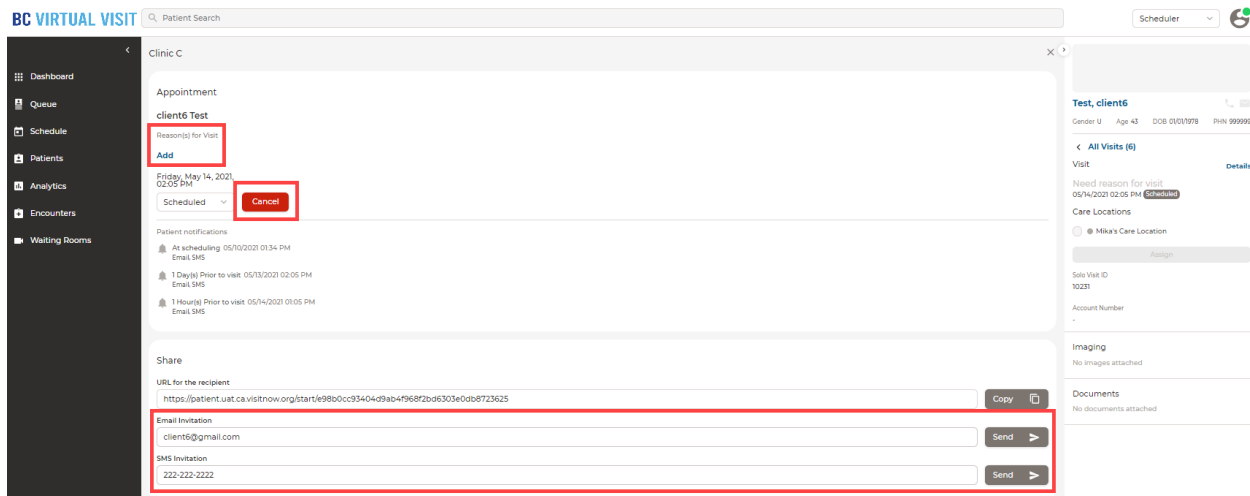 BC VIRTUAL VISIT
Patient Search
Scheduler
Dashboard
Queue
Schedule
Patients
Analytics
Encounters
Waiting Rooms
Clinic C
Appointment
client6 Test
Reason(s) for Visit
Add
Friday, May 14, 2021,
02:05 PM
Scheduled
Cancel
Patient notifications
At scheduling 05/10/2021 01:34 PM
Email, SMS
1 Day(s) Prior to visit 05/13/2021 02:05 PM
Email, SMS
1 Hour(s) Prior to visit 05/14/2021 01:05 PM
Email, SMS
Share
URL for the recipient
https://patient.uat.ca.visitnow.org/start/e98b0cc93404d9ab4f968f2bd6303e0db8723625
Copy
Email Invitation
client6@gmail.com
Send
SMS Invitation
222-222-2222
Send
Test, client6
Gender U Age 43 DOB 01/01/1978 PHN 999999
All Visits (6)
Visit
Details
Need reason for visit
05/14/2021 02:05 PM Scheduled
Care Locations
Mika's Care Location
Assign
Solo Visit ID
10231
Account Number
-
Imaging
No images attached
Documents
No documents attached